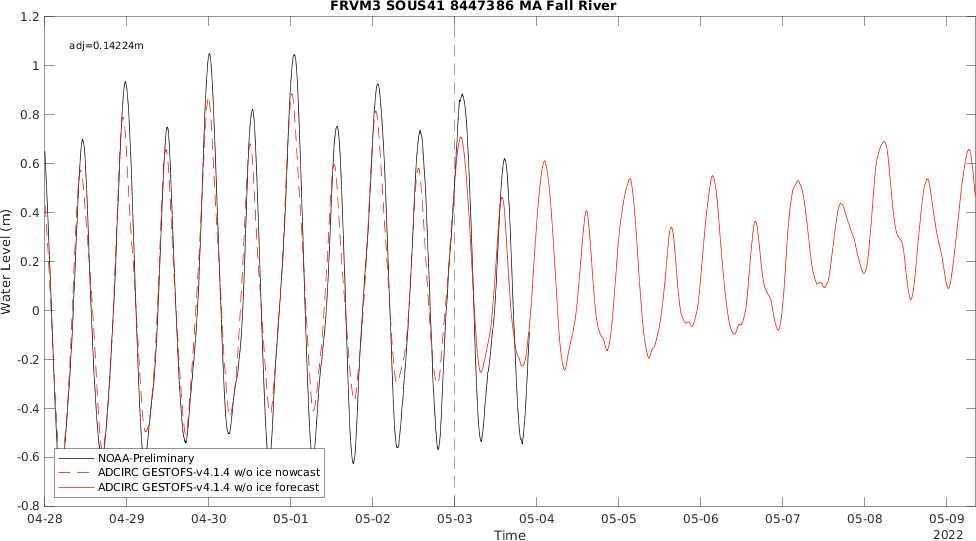 FRVM3 SOUS41 8447386 MA Fall River
adj=0.14224m
1.2
1
0.8
0.6
0.4
0.2
0
-0.2
-0.4
-0.6
-0.8
Water Level (m)
NOAA-Preliminary
ADCIRC GESTOFS-v4.1.4 w/o ice nowcast
ADCIRC GESTOFS-v4.1.4 w/o ice forecast
04-28 04-29 04-30 05-01 05-02 05-03 05-04 05-05 05-06 05-07 05-08 05-09
Time
2022